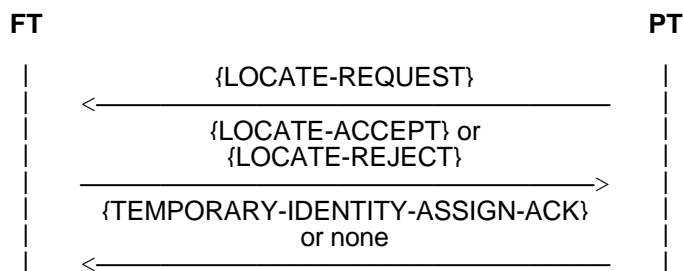 FT PT
{LOCATE-REQUEST}
{LOCATE-ACCEPT} or
{LOCATE-REJECT}
{TEMPORARY-IDENTITY-ASSIGN-ACK}
or none